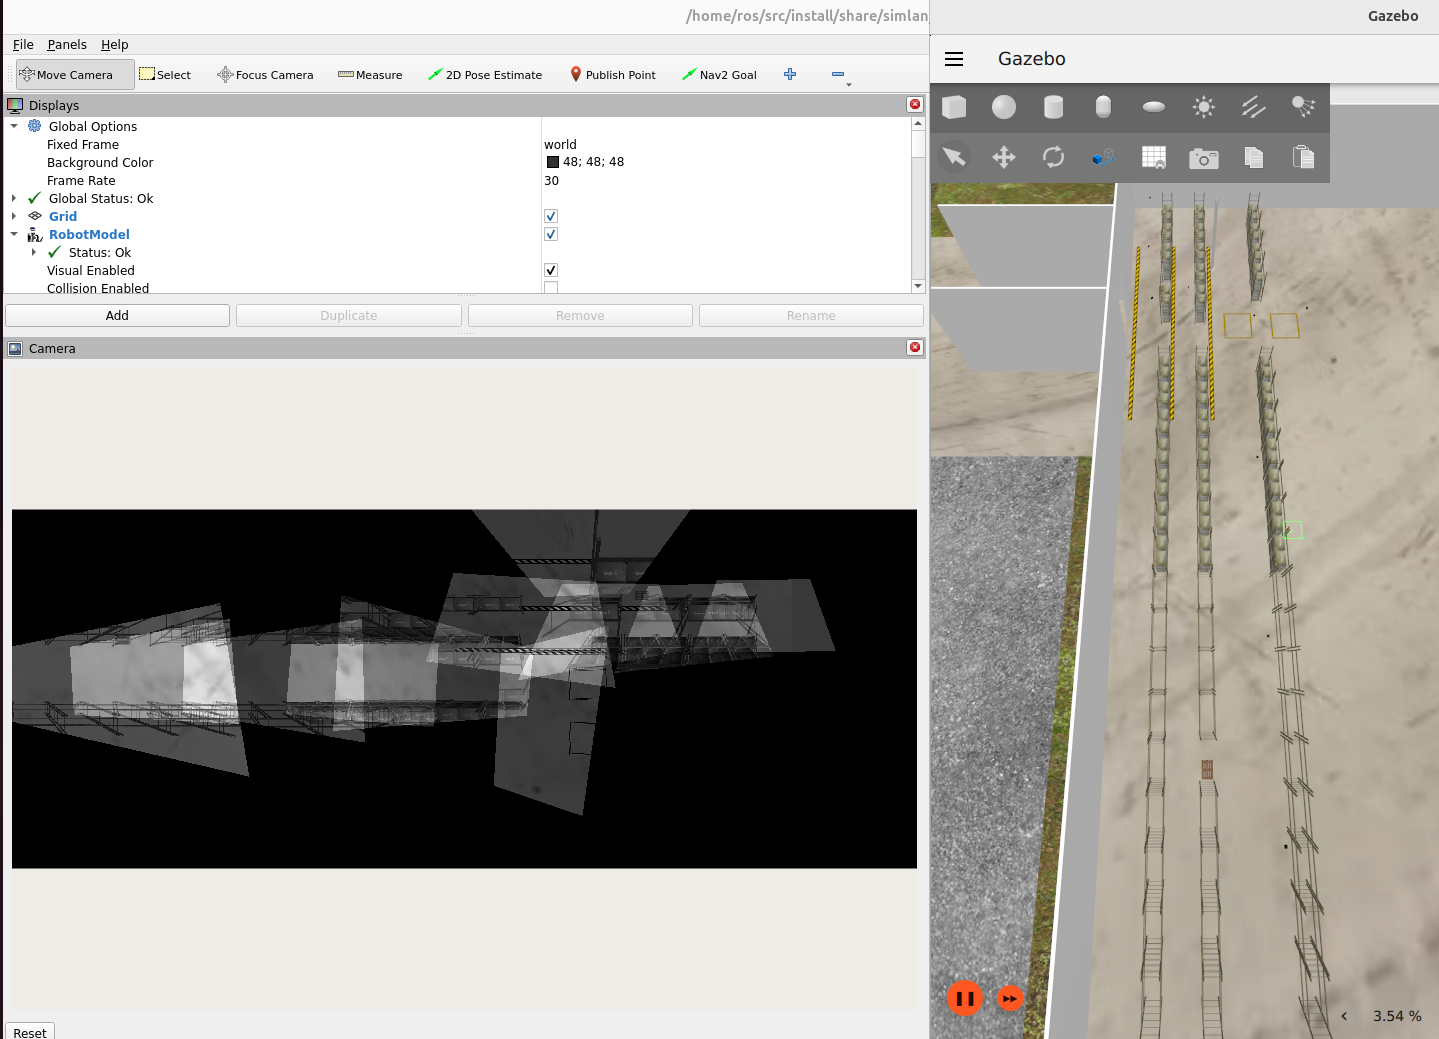 /home/ros/src/install/share/simlan
Gazebo
File Panels Help
Gazebo
Move Camera Select Focus Camera Measure 2D Pose Estimate Publish Point Nav2 Goal
Displays
Global Options
Fixed Frame world
Background Color 48; 48; 48
Frame Rate 30
Global Status: Ok
Grid
RobotModel
Status: Ok
Visual Enabled
Collision Enabled
Add Duplicate Remove Rename
Camera
Reset
3.54 %